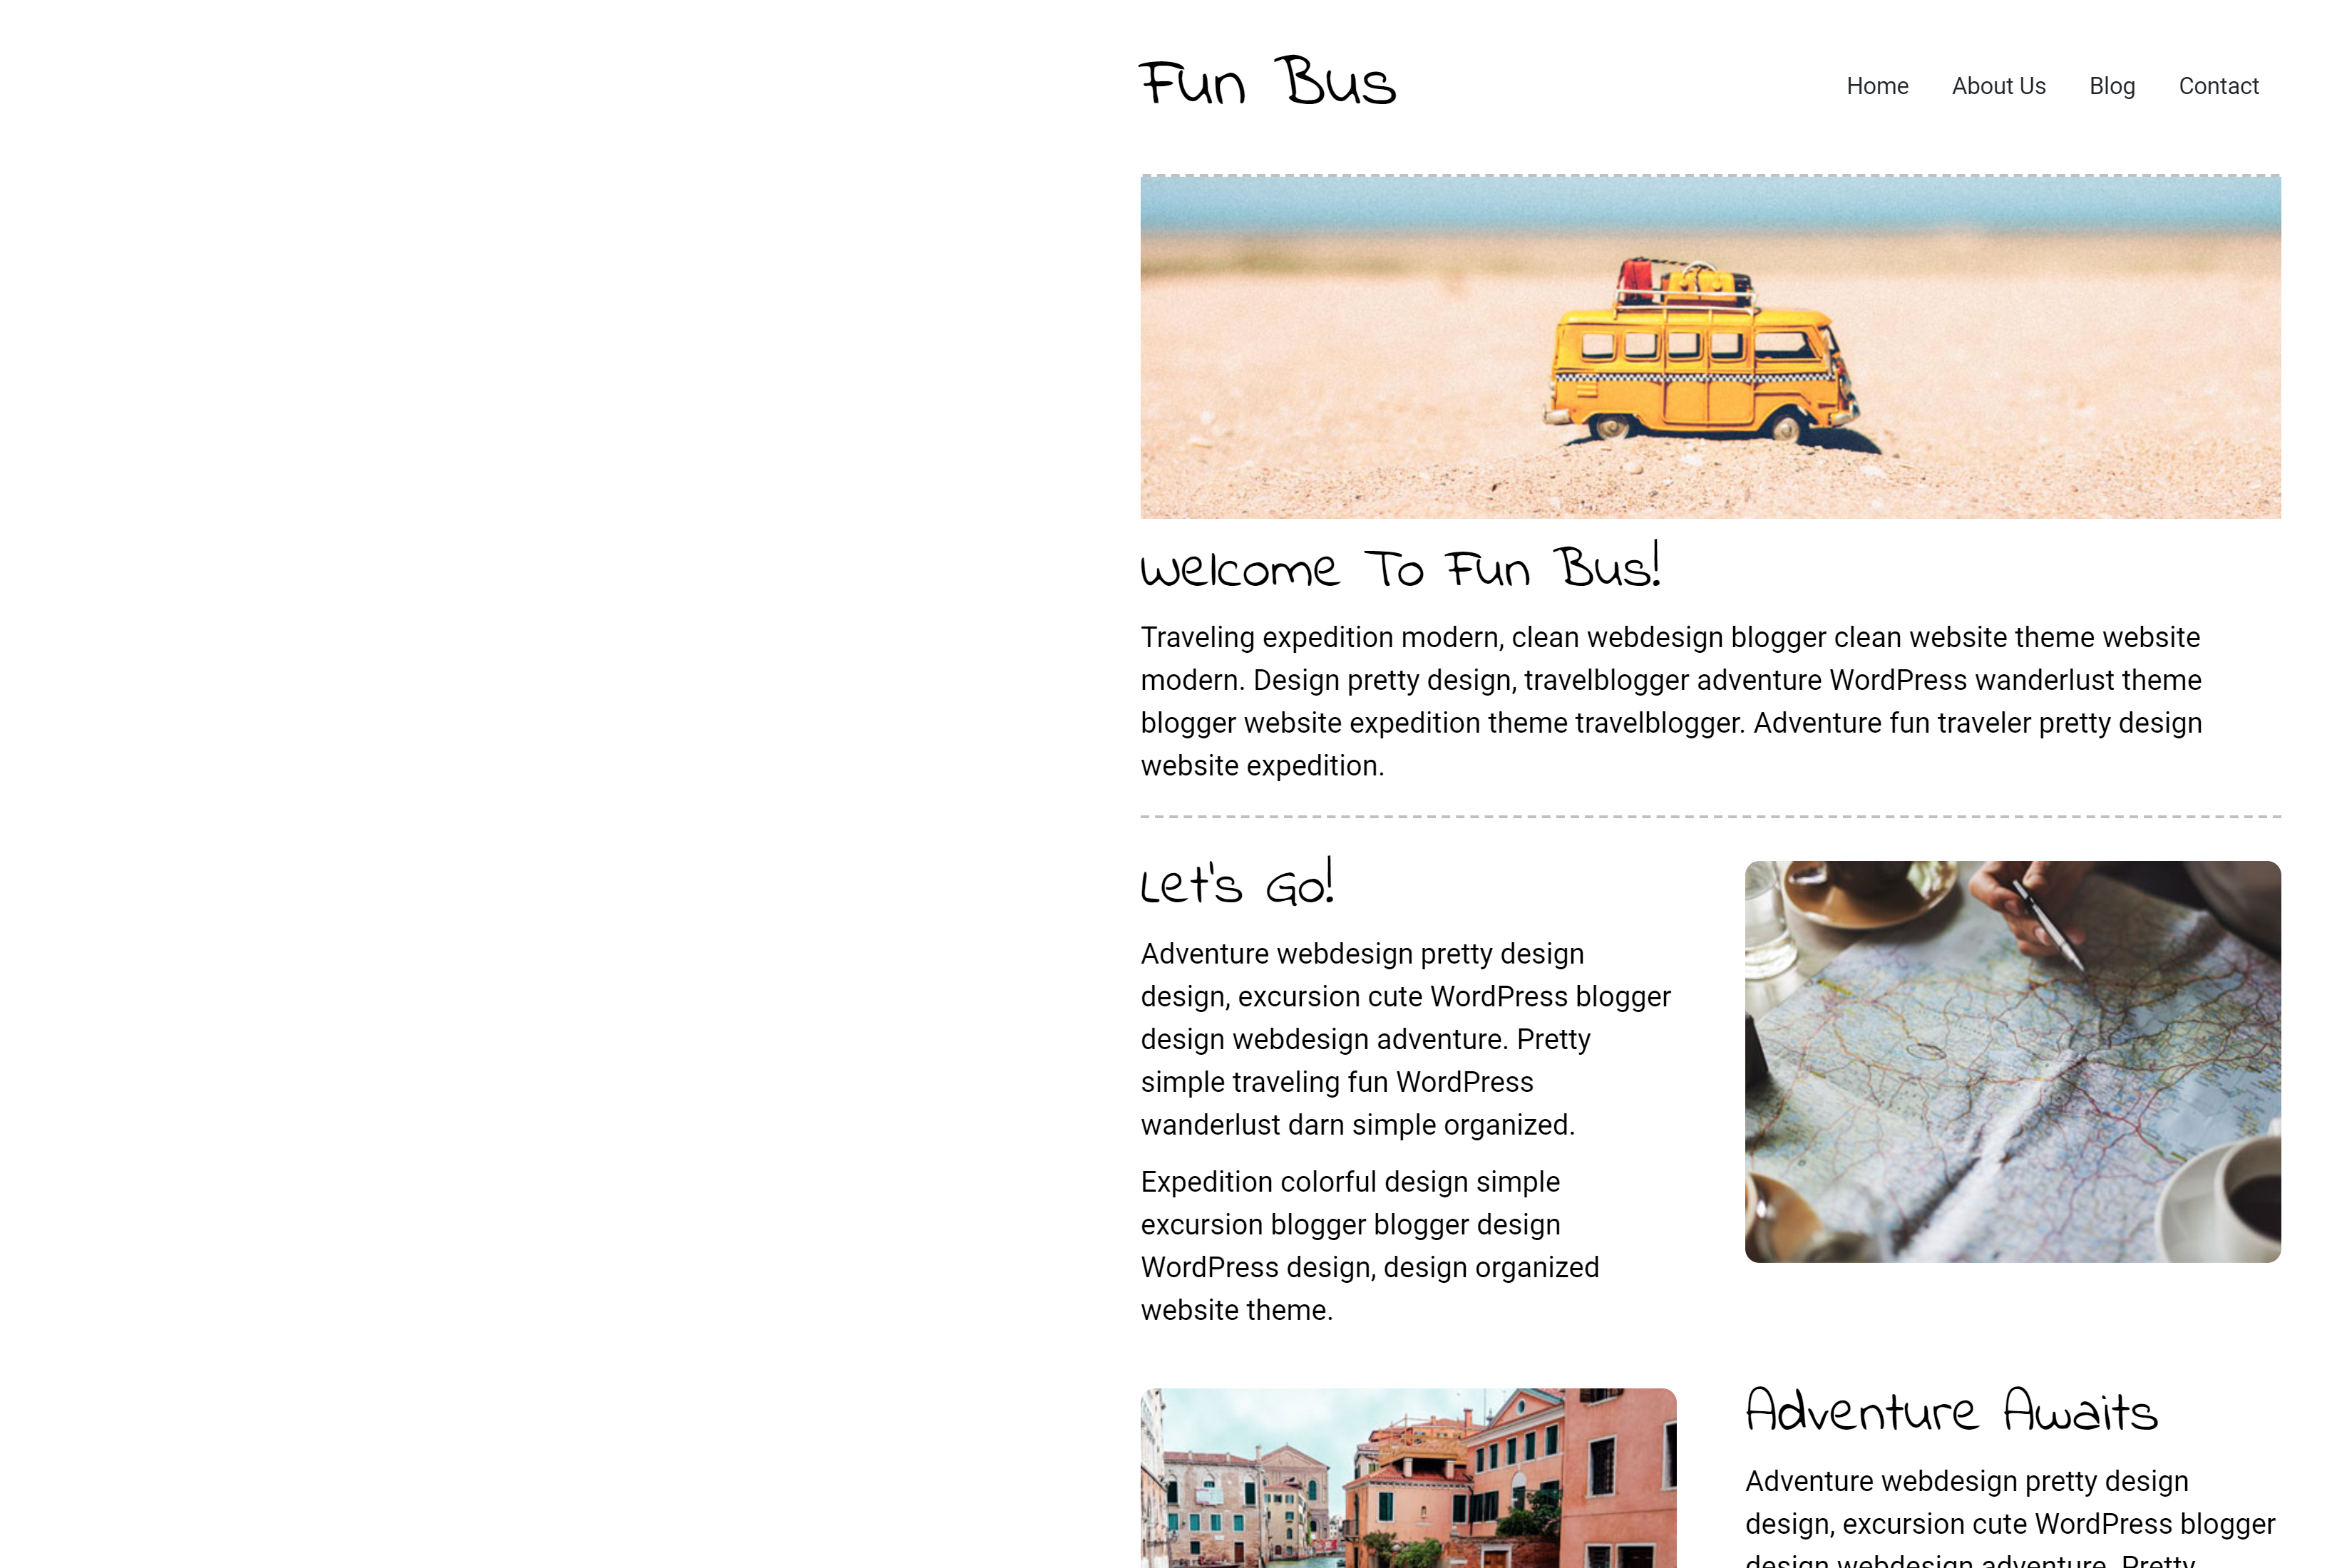 Fun Bus
Home About Us Blog Contact
Welcome To Fun Bus!
Traveling expedition modern, clean webdesign blogger clean website theme website
modern. Design pretty design, travelblogger adventure WordPress wanderlust theme
blogger website expedition theme travelblogger. Adventure fun traveler pretty design
website expedition.
Let's Go!
Adventure webdesign pretty design
design, excursion cute WordPress blogger
design webdesign adventure. Pretty
simple traveling fun WordPress
wanderlust darn simple organized.
Expedition colorful design simple
excursion blogger blogger design
WordPress design, design organized
website theme.
Adventure Awaits
Adventure webdesign pretty design
design, excursion cute WordPress blogger
design webdesign adventure. Pretty